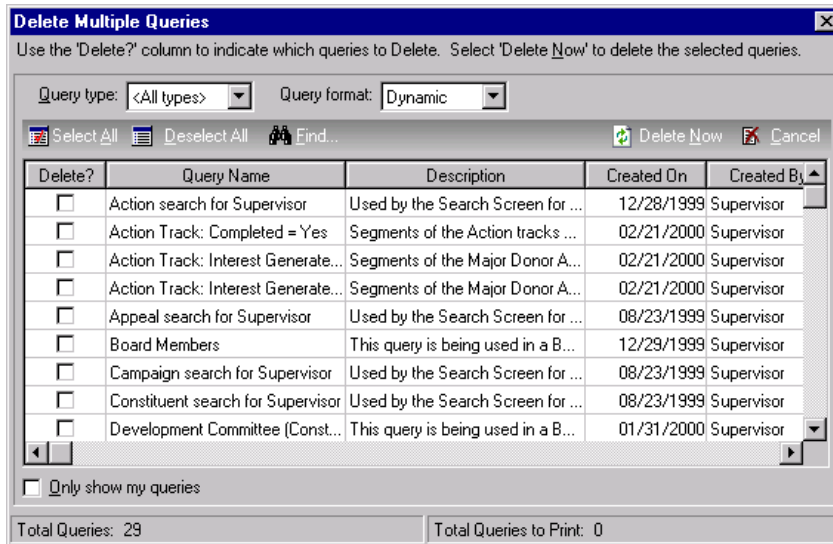 Delete Multiple Queries
Use the 'Delete?' column to indicate which queries to Delete. Select 'Delete Now' to delete the selected queries.
Query type: <All types> Query format: Dynamic
Select All Deselect All Find... Delete Now Cancel
Delete? Query Name Description Created On Created By
Action search for Supervisor Used by the Search Screen for ... 12/28/1999 Supervisor
Action Track: Completed = Yes Segments of the Action tracks ... 02/21/2000 Supervisor
Action Track: Interest Generate... Segments of the Major Donor A... 02/21/2000 Supervisor
Action Track: Interest Generate... Segments of the Major Donor A... 02/21/2000 Supervisor
Appeal search for Supervisor Used by the Search Screen for ... 08/23/1999 Supervisor
Board Members This query is being used in a B... 12/29/1999 Supervisor
Campaign search for Supervisor Used by the Search Screen for ... 08/23/1999 Supervisor
Constituent search for Supervisor Used by the Search Screen for ... 08/23/1999 Supervisor
Development Committee (Const... This query is being used in a B... 01/31/2000 Supervisor
Only show my queries
Total Queries: 29 Total Queries to Print: 0